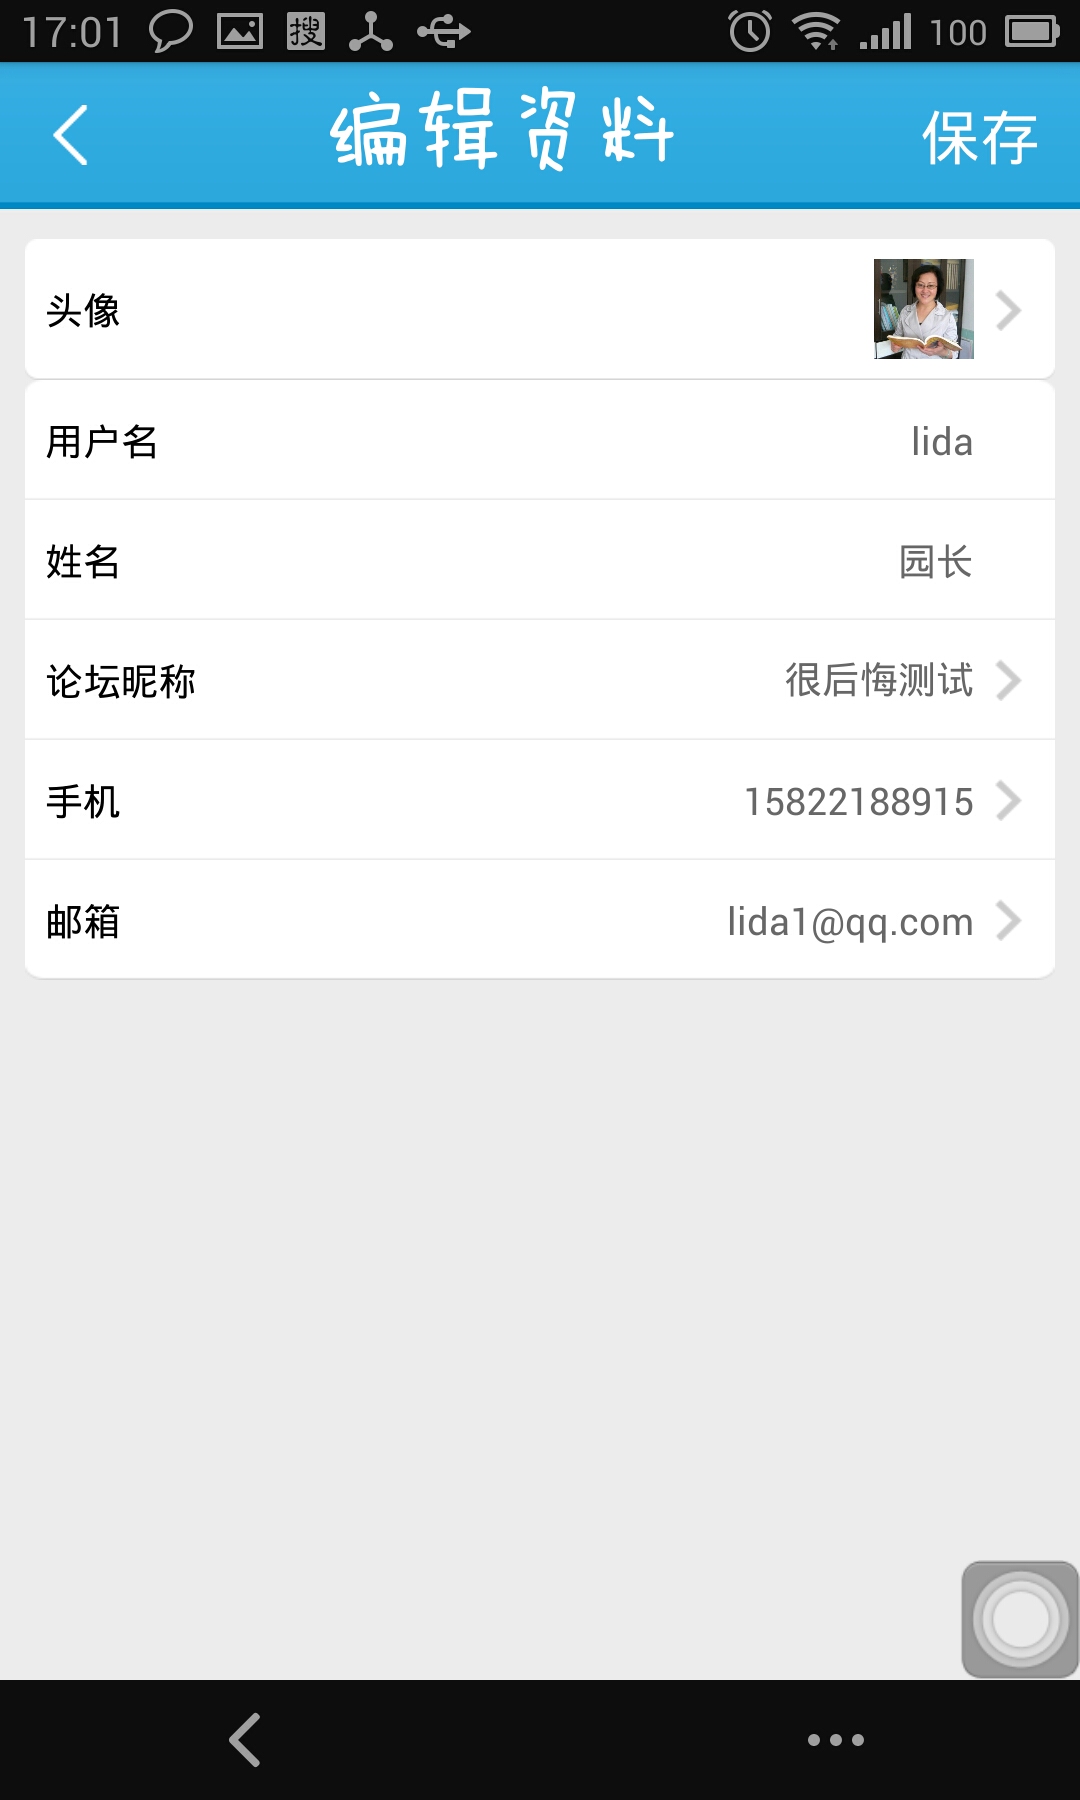 17:01 搜 100
编辑资料 保存
头像
用户名 lida
姓名 园长
论坛昵称 很后悔测试
手机 15822188915
邮箱 lida1@qq.com